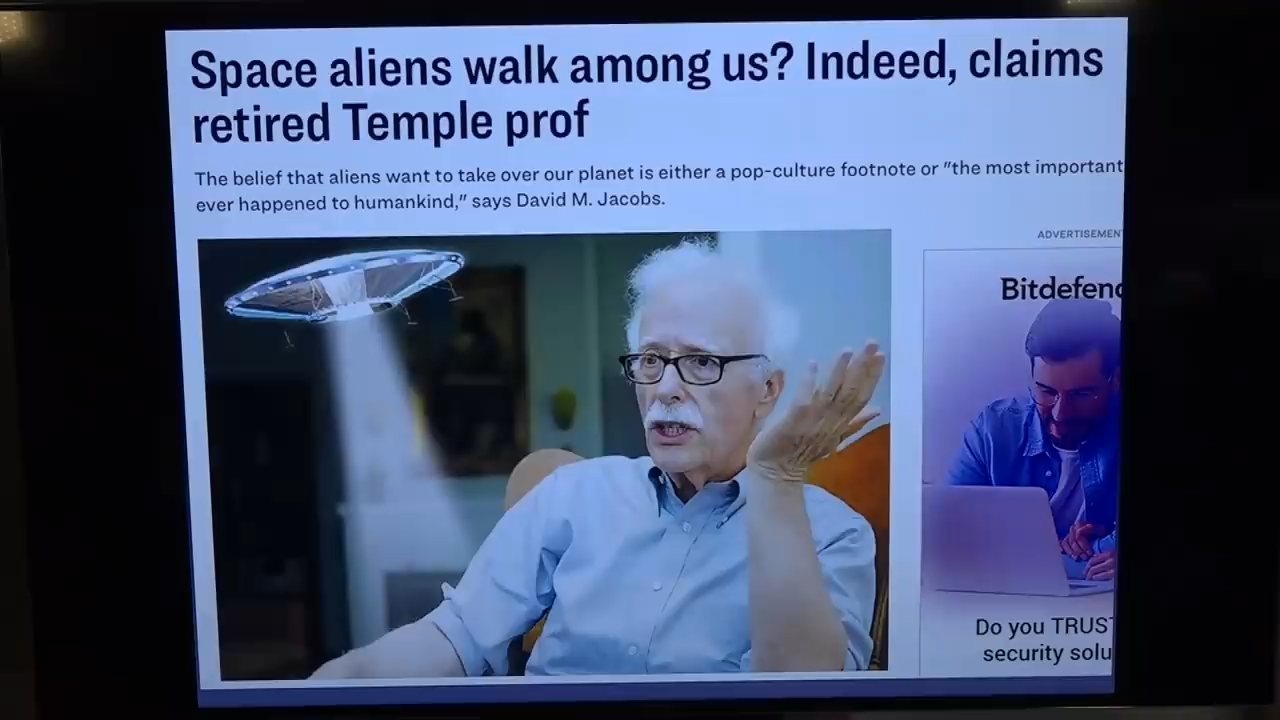 Space aliens walk among us? Indeed, claims
retired Temple prof
The belief that aliens want to take over our planet is either a pop-culture footnote or "the most important
ever happened to humankind," says David M. Jacobs.
ADVERTISEMENT
Bitdefend
Do you TRUST
security solu